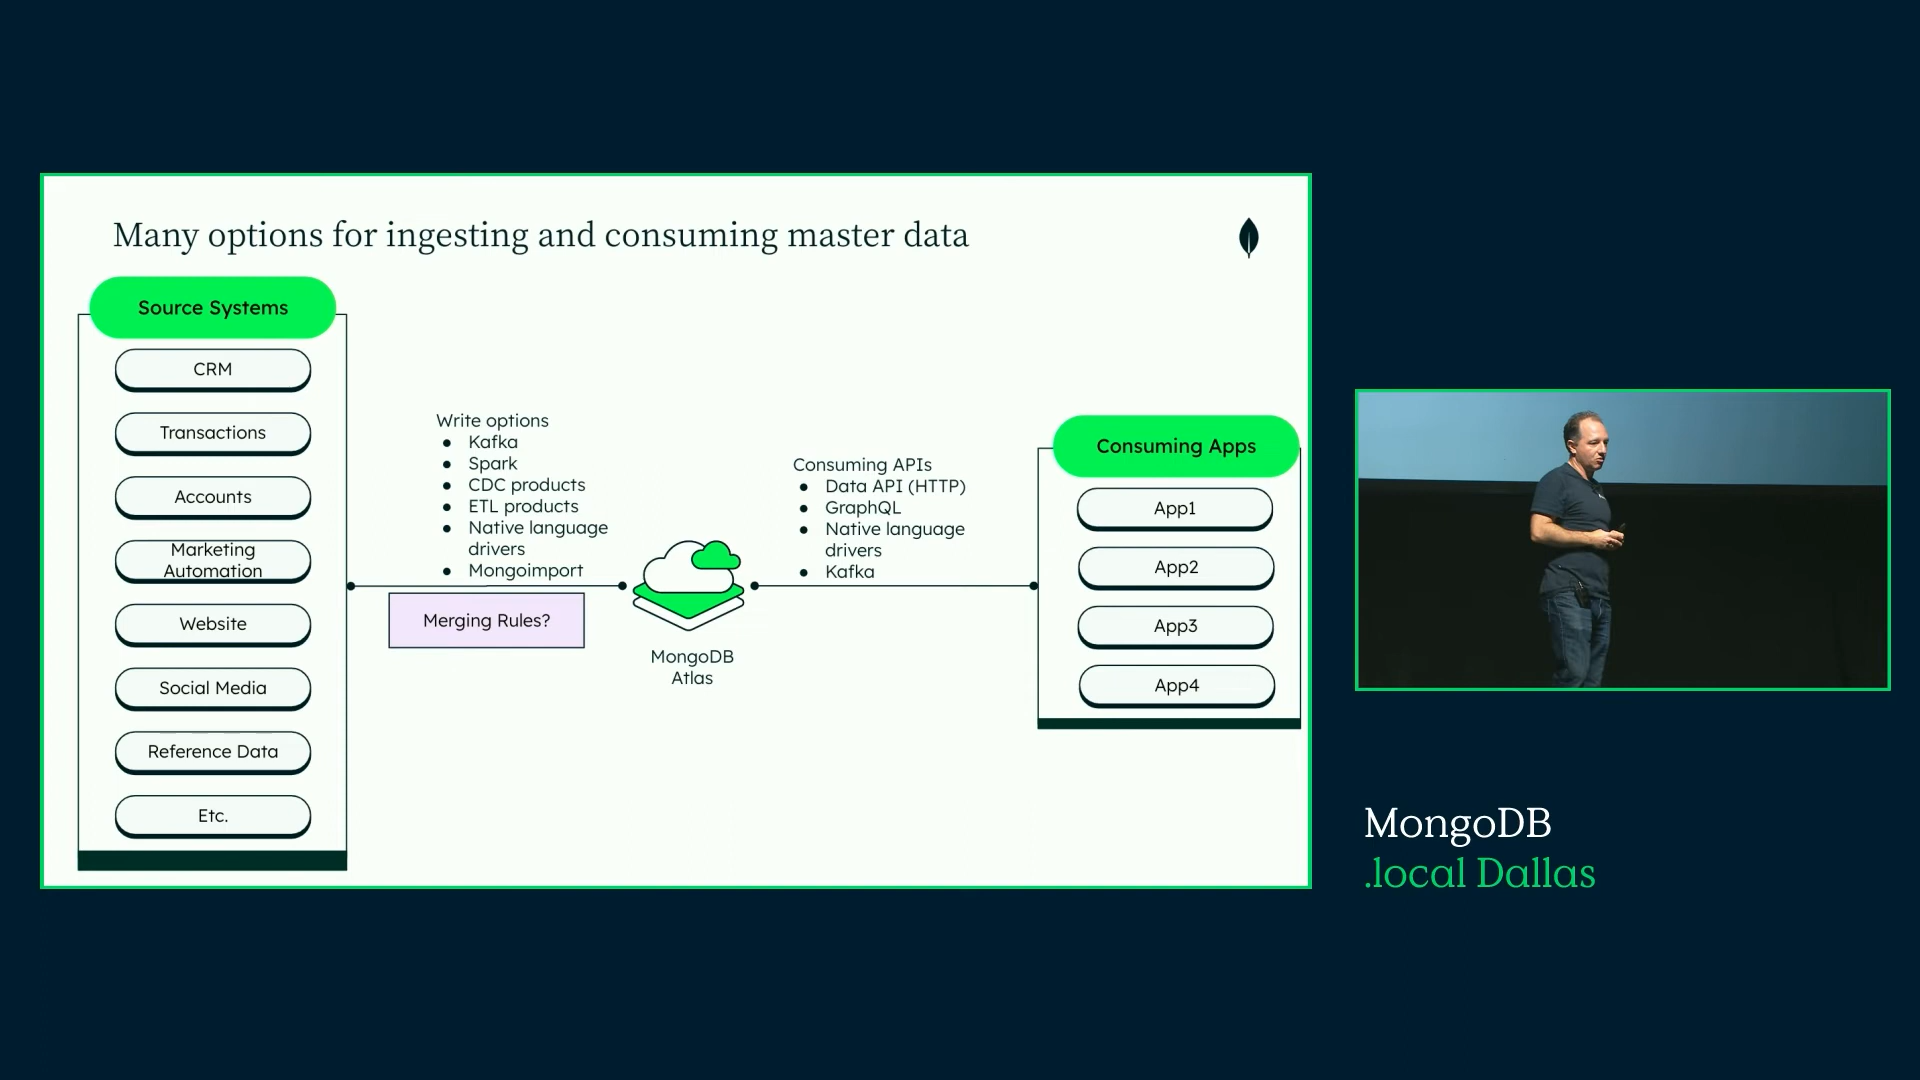 Many options for ingesting and consuming master data
Source Systems
CRM
Transactions
Accounts
Marketing
Automation
Website
Social Media
Reference Data
Etc.
Write options
● Kafka
● Spark
● CDC products
● ETL products
● Native language
drivers
● Mongoimport
Merging Rules?
MongoDB
Atlas
Consuming APIs
● Data API (HTTP)
● GraphQL
● Native language
drivers
● Kafka
Consuming Apps
App1
App2
App3
App4
MongoDB
.local Dallas